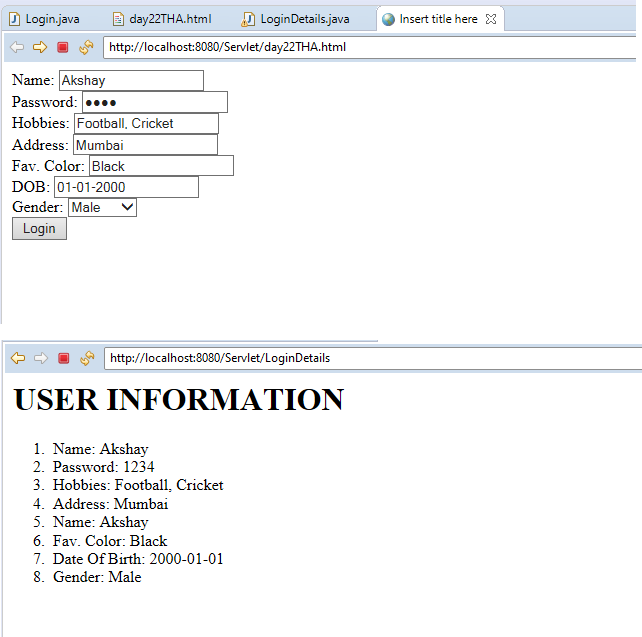 Login.java day22THA.html LoginDetails.java Insert title here
http://localhost:8080/Servlet/day22THA.html
Name: Akshay
Password: ●●●●
Hobbies: Football, Cricket
Address: Mumbai
Fav. Color: Black
DOB: 01-01-2000
Gender: Male
Login
http://localhost:8080/Servlet/LoginDetails
USER INFORMATION
1. Name: Akshay
2. Password: 1234
3. Hobbies: Football, Cricket
4. Address: Mumbai
5. Name: Akshay
6. Fav. Color: Black
7. Date Of Birth: 2000-01-01
8. Gender: Male